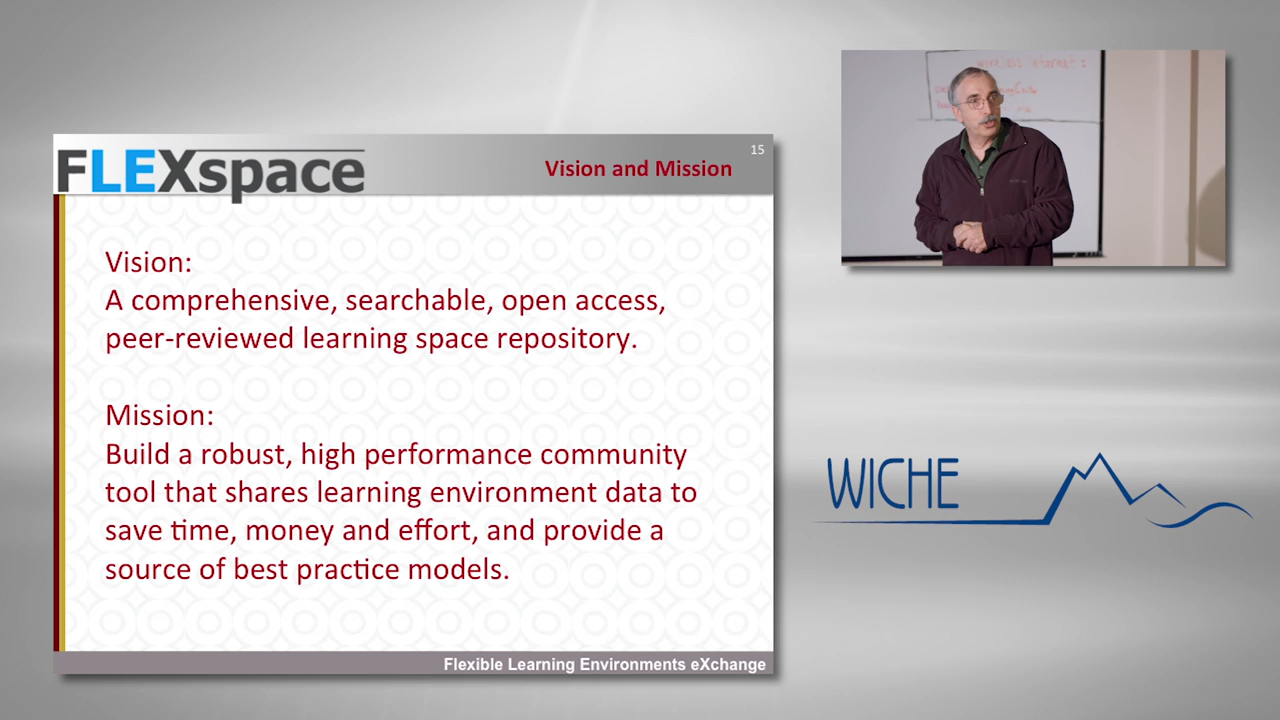 FLEXspace
Vision and Mission
15
Vision:
A comprehensive, searchable, open access,
peer-reviewed learning space repository.
Mission:
Build a robust, high performance community
tool that shares learning environment data to
save time, money and effort, and provide a
source of best practice models.
Flexible Learning Environments eXchange
WICHE